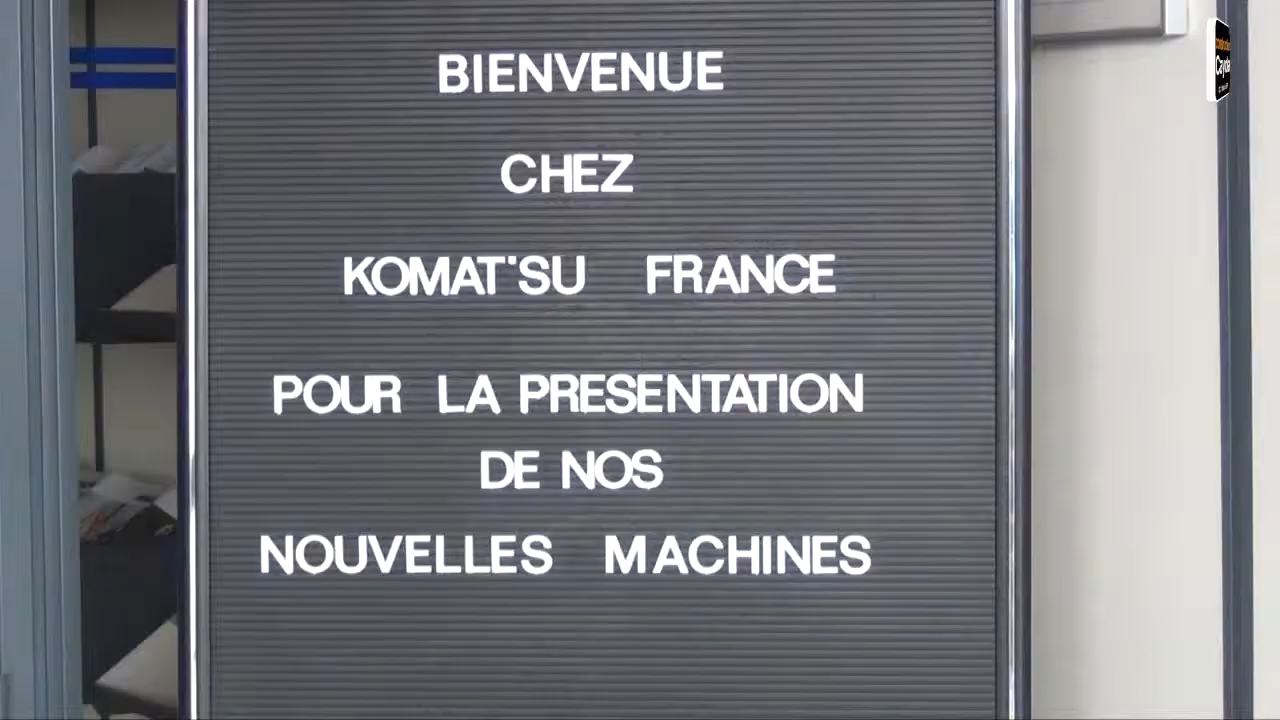 BIENVENUE
CHEZ
KOMAT'SU FRANCE
POUR LA PRESENTATION
DE NOS
NOUVELLES MACHINES